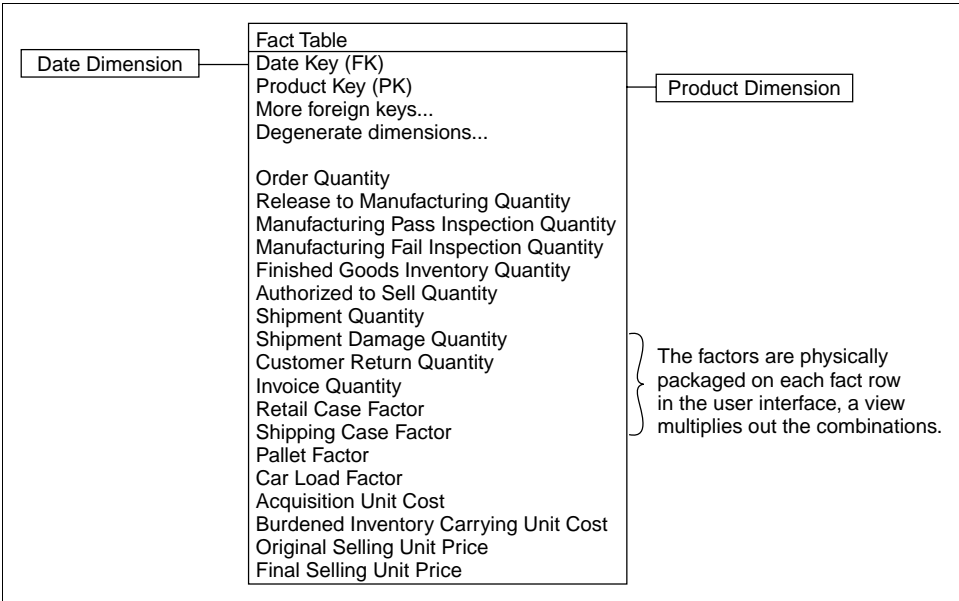 Date Dimension
Fact Table
Date Key (FK)
Product Key (PK)
More foreign keys...
Degenerate dimensions...
Order Quantity
Release to Manufacturing Quantity
Manufacturing Pass Inspection Quantity
Manufacturing Fail Inspection Quantity
Finished Goods Inventory Quantity
Authorized to Sell Quantity
Shipment Quantity
Shipment Damage Quantity
Customer Return Quantity
Invoice Quantity
Retail Case Factor
Shipping Case Factor
Pallet Factor
Car Load Factor
Acquisition Unit Cost
Burdened Inventory Carrying Unit Cost
Original Selling Unit Price
Final Selling Unit Price
Product Dimension
The factors are physically
packaged on each fact row
in the user interface, a view
multiplies out the combinations.